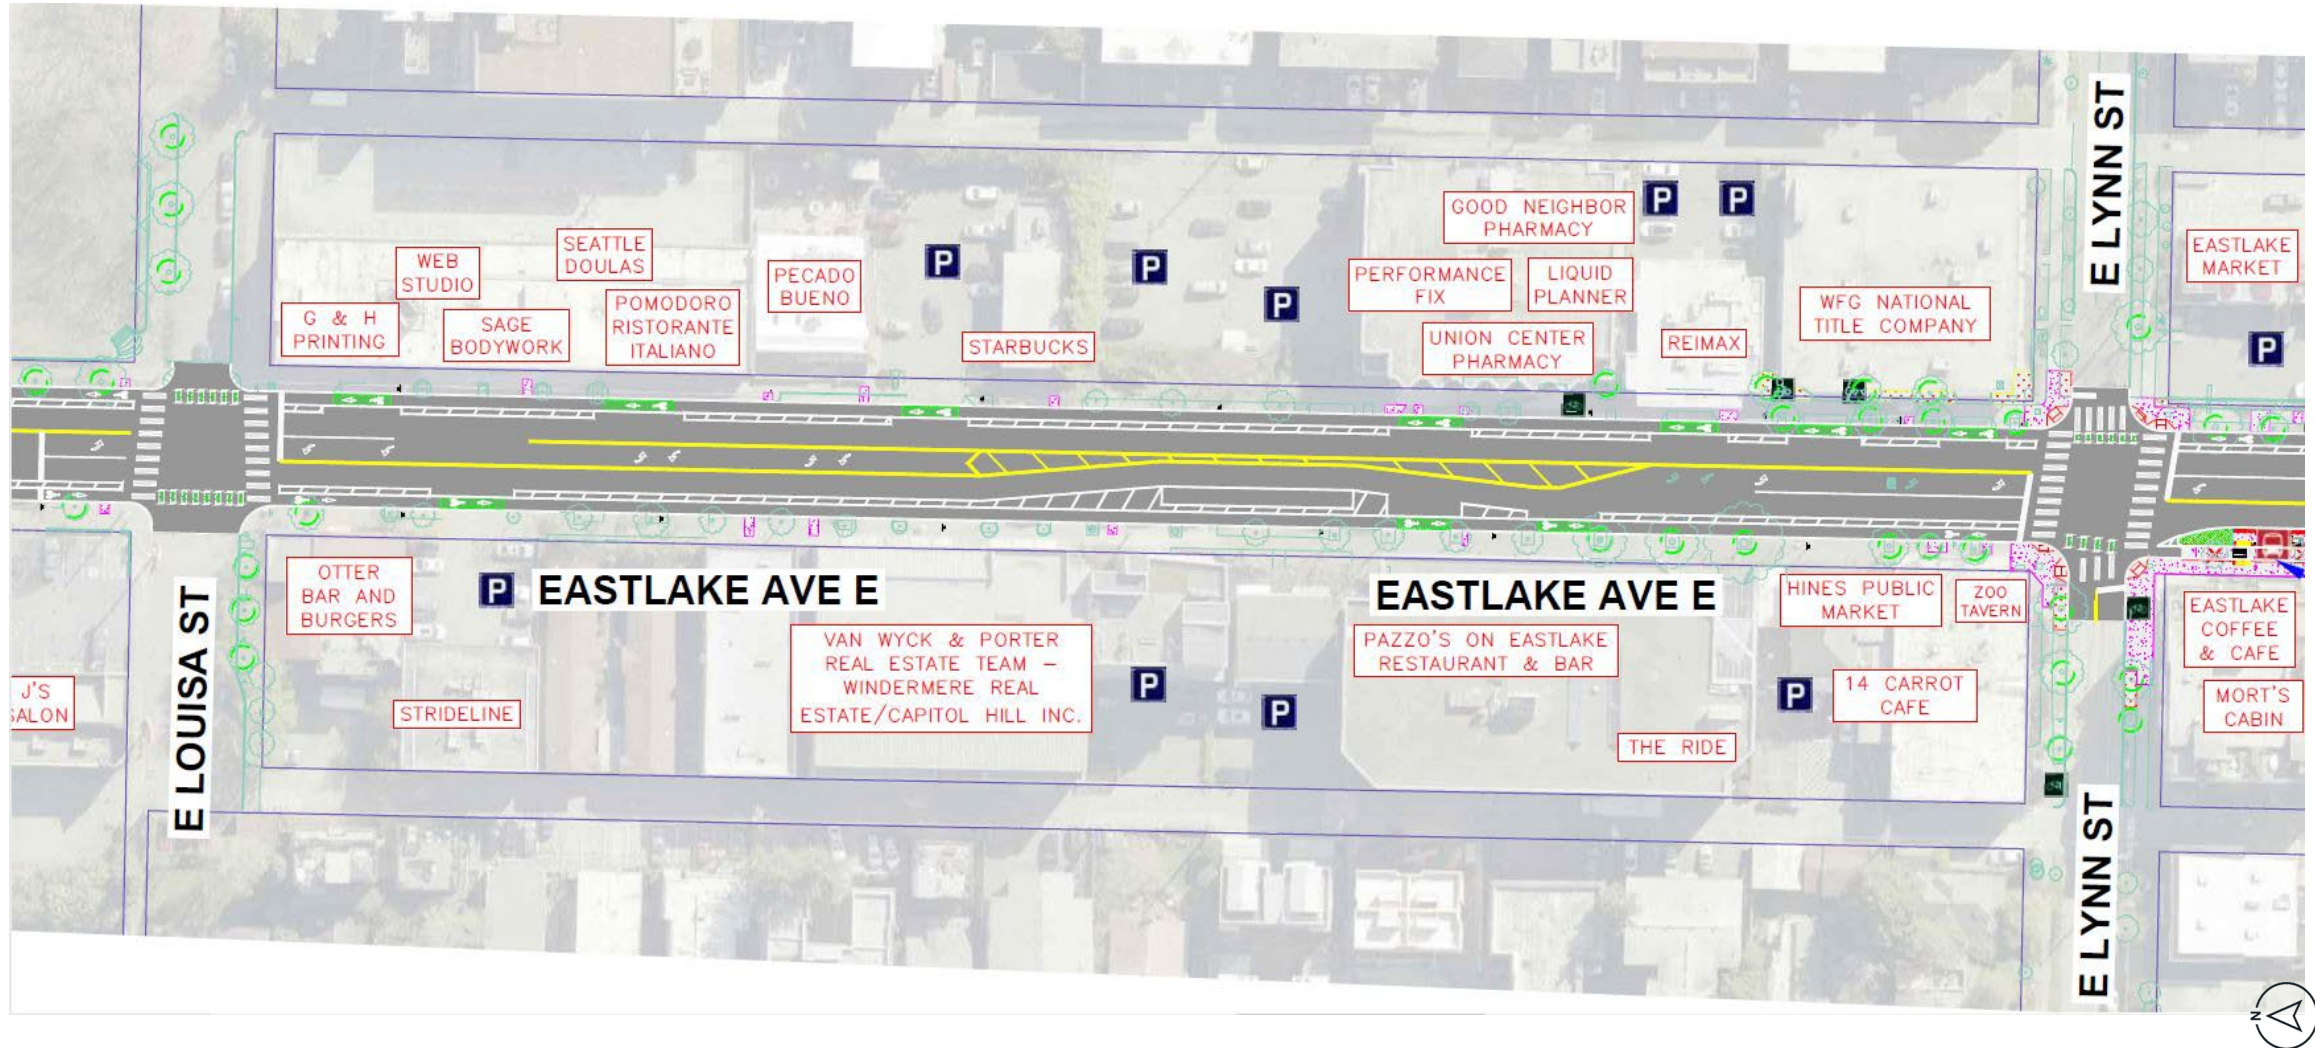 E LYNN ST
GOOD NEIGHBOR
PHARMACY
P
P
SEATTLE
DOULAS
WEB
STUDIO
PECADO
BUENO
P
P
P
PERFORMANCE
FIX
LIQUID
PLANNER
EASTLAKE
MARKET
G & H
PRINTING
SAGE
BODYWORK
POMODORO
RISTORANTE
ITALIANO
STARBUCKS
UNION CENTER
PHARMACY
REIMAX
WFG NATIONAL
TITLE COMPANY
P
OTTER
BAR AND
BURGERS
P
EASTLAKE AVE E
EASTLAKE AVE E
HINES PUBLIC
MARKET
ZOO
TAVERN
EASTLAKE
COFFEE
& CAFE
E LOUISA ST
J'S
STRIDELINE
VAN WYCK & PORTER
REAL ESTATE TEAM –
WINDERMERE REAL
ESTATE/CAPITOL HILL INC.
P
P
PAZZO'S ON EASTLAKE
RESTAURANT & BAR
THE RIDE
P
14 CARROT
CAFE
MORT'S
CABIN
E LYNN ST
N